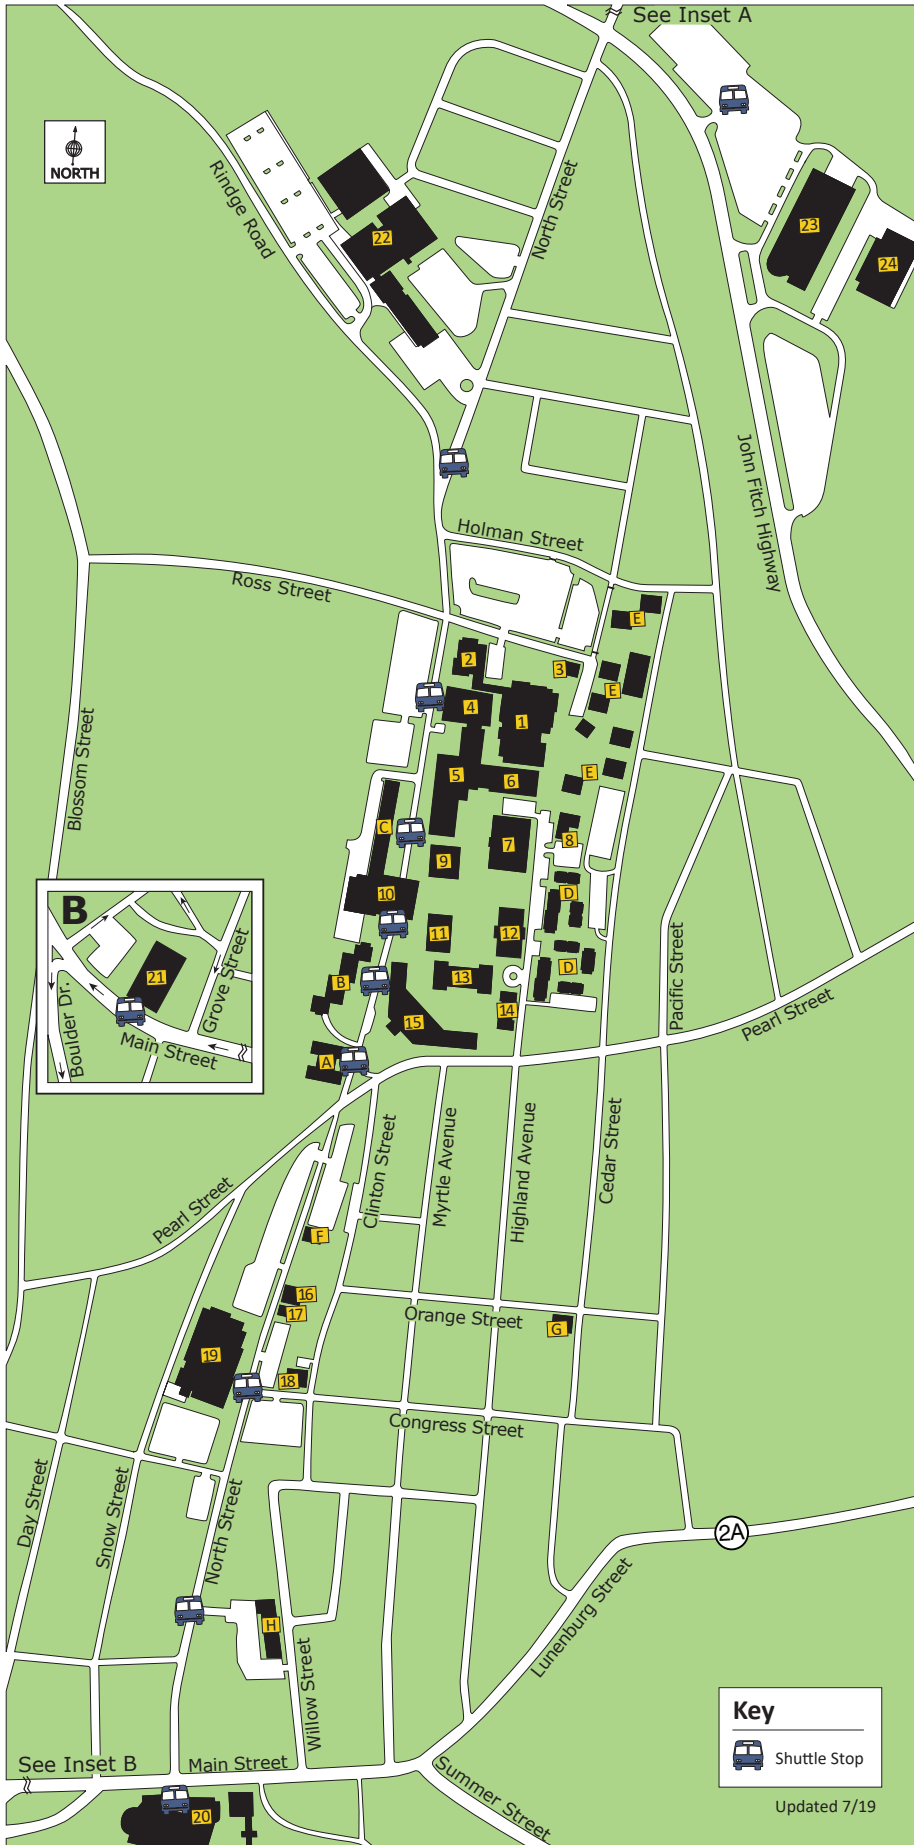 See Inset A
NORTH
Rindge Road
North Street
22
23
24
John Fitch Highway
Holman Street
Ross Street
E
2
3
E
4
1
Blossom Street
5
6
E
C
7
8
9
10
D
B
11
12
21
Grove Street
Pacific Street
D
13
B
Boulder Dr.
14
Pearl Street
15
Main Street
A
Clinton Street
Myrtle Avenue
Highland Avenue
Cedar Street
Pearl Street
F
16
17
Orange Street
G
19
18
Congress Street
Day Street
Snow Street
North Street
2A
Lunenburg Street
H
Willow Street
Key
Shuttle Stop
See Inset B
Main Street
Summer Street
Updated 7/19
20